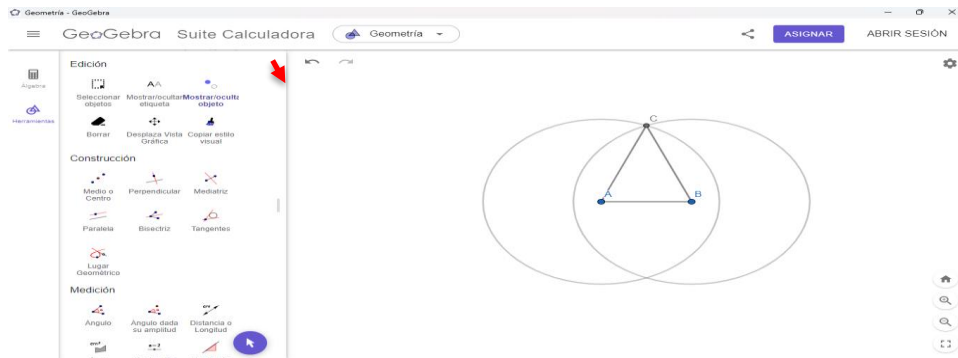 Geometría - GeoGebra
GeoGebra Suite Calculadora Geometría ASIGNAR ABRIR SESIÓN
Álgebra
Herramientas
Edición
Seleccionar objetos
Mostrar/ocultar etiqueta
Mostrar/oculta objeto
Borrar
Desplaza Vista Gráfica
Copiar estilo visual
Construcción
Medio o Centro
Perpendicular
Mediatriz
Paralela
Bisectriz
Tangentes
Lugar Geométrico
Medición
Ángulo
Ángulo dada su amplitud
Distancia o Longitud
C
A
B